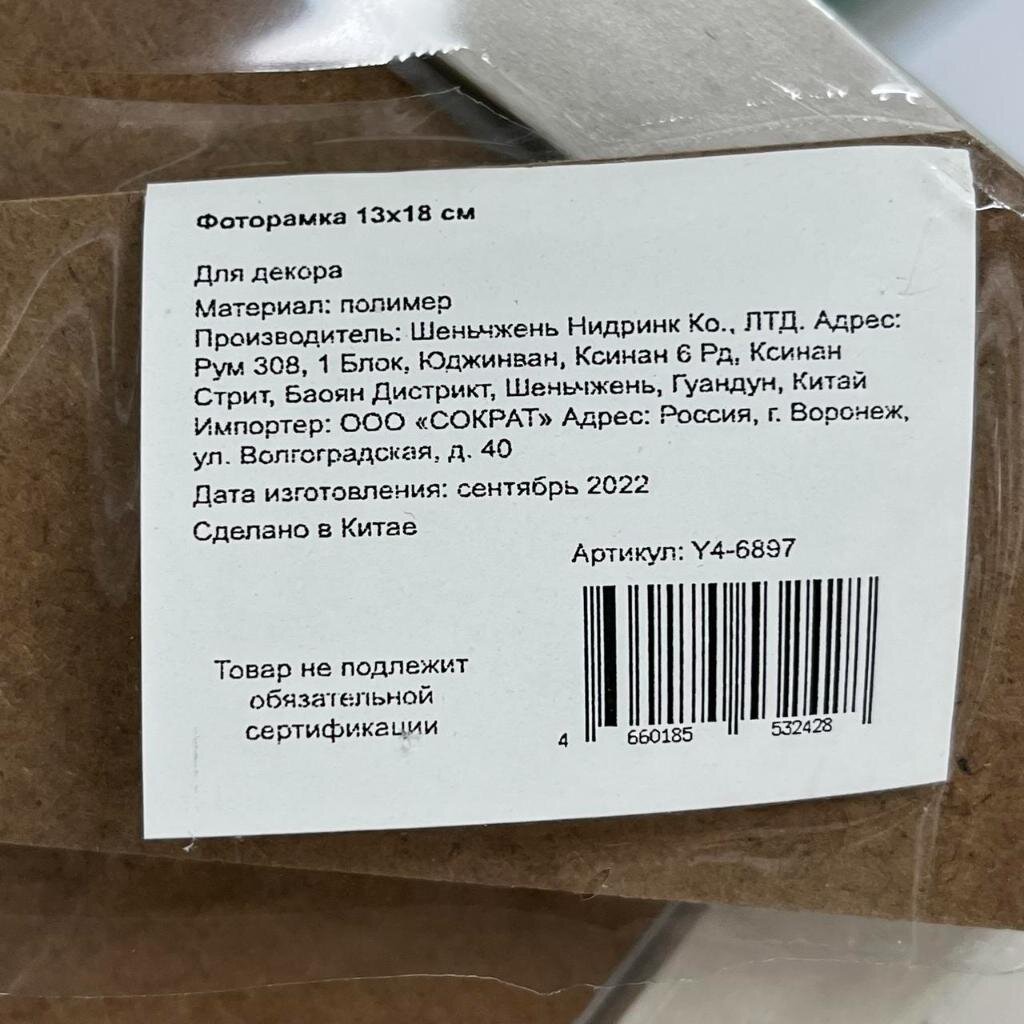 Фоторамка 13х18 см
Для декора
Материал: полимер
Производитель: Шеньчжень Нидринк Ко., ЛТД. Адрес:
Рум 308, 1 Блок, Юджинван, Ксинан 6 Рд, Ксинан
Стрит, Баоян Дистрикт, Шеньчжень, Гуандун, Китай
Импортер: ООО «СОКРАТ» Адрес: Россия, г. Воронеж,
ул. Волгоградская, д. 40
Дата изготовления: сентябрь 2022
Сделано в Китае
Артикул: Y4-6897
Товар не подлежит
обязательной
сертификации
4 660185 532428